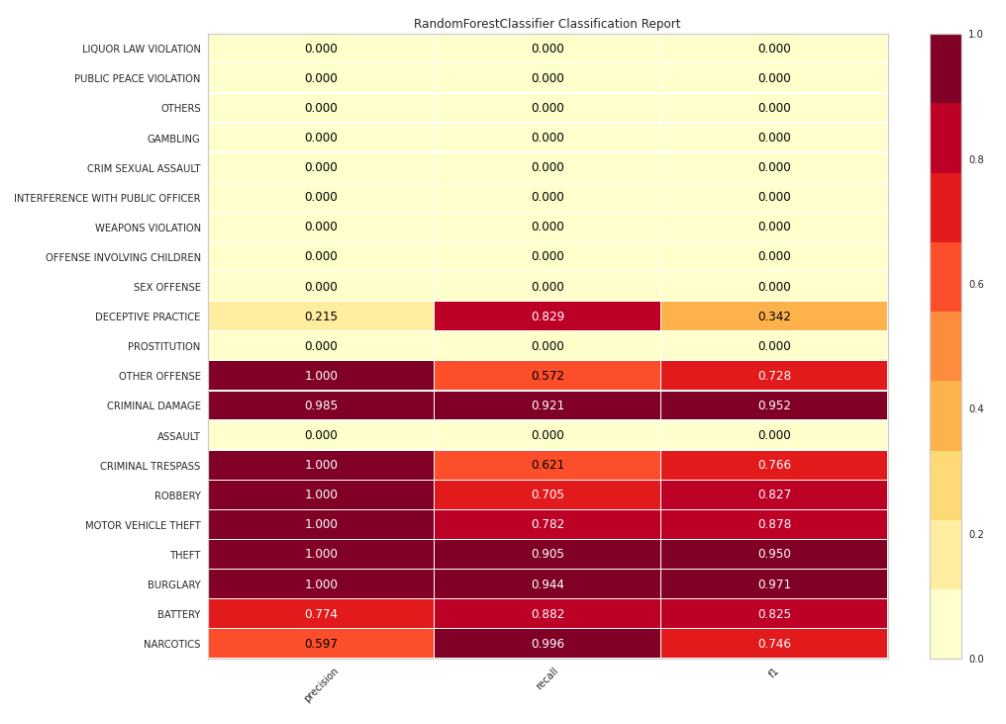 RandomForestClassifier Classification Report
LIQUOR LAW VIOLATION 0.000 0.000 0.000
PUBLIC PEACE VIOLATION 0.000 0.000 0.000
OTHERS 0.000 0.000 0.000
GAMBLING 0.000 0.000 0.000
CRIM SEXUAL ASSAULT 0.000 0.000 0.000
INTERFERENCE WITH PUBLIC OFFICER 0.000 0.000 0.000
WEAPONS VIOLATION 0.000 0.000 0.000
OFFENSE INVOLVING CHILDREN 0.000 0.000 0.000
SEX OFFENSE 0.000 0.000 0.000
DECEPTIVE PRACTICE 0.215 0.829 0.342
PROSTITUTION 0.000 0.000 0.000
OTHER OFFENSE 1.000 0.572 0.728
CRIMINAL DAMAGE 0.985 0.921 0.952
ASSAULT 0.000 0.000 0.000
CRIMINAL TRESPASS 1.000 0.621 0.766
ROBBERY 1.000 0.705 0.827
MOTOR VEHICLE THEFT 1.000 0.782 0.878
THEFT 1.000 0.905 0.950
BURGLARY 1.000 0.944 0.971
BATTERY 0.774 0.882 0.825
NARCOTICS 0.597 0.996 0.746
precision recall f1
1.0
0.8
0.6
0.4
0.2
0.0